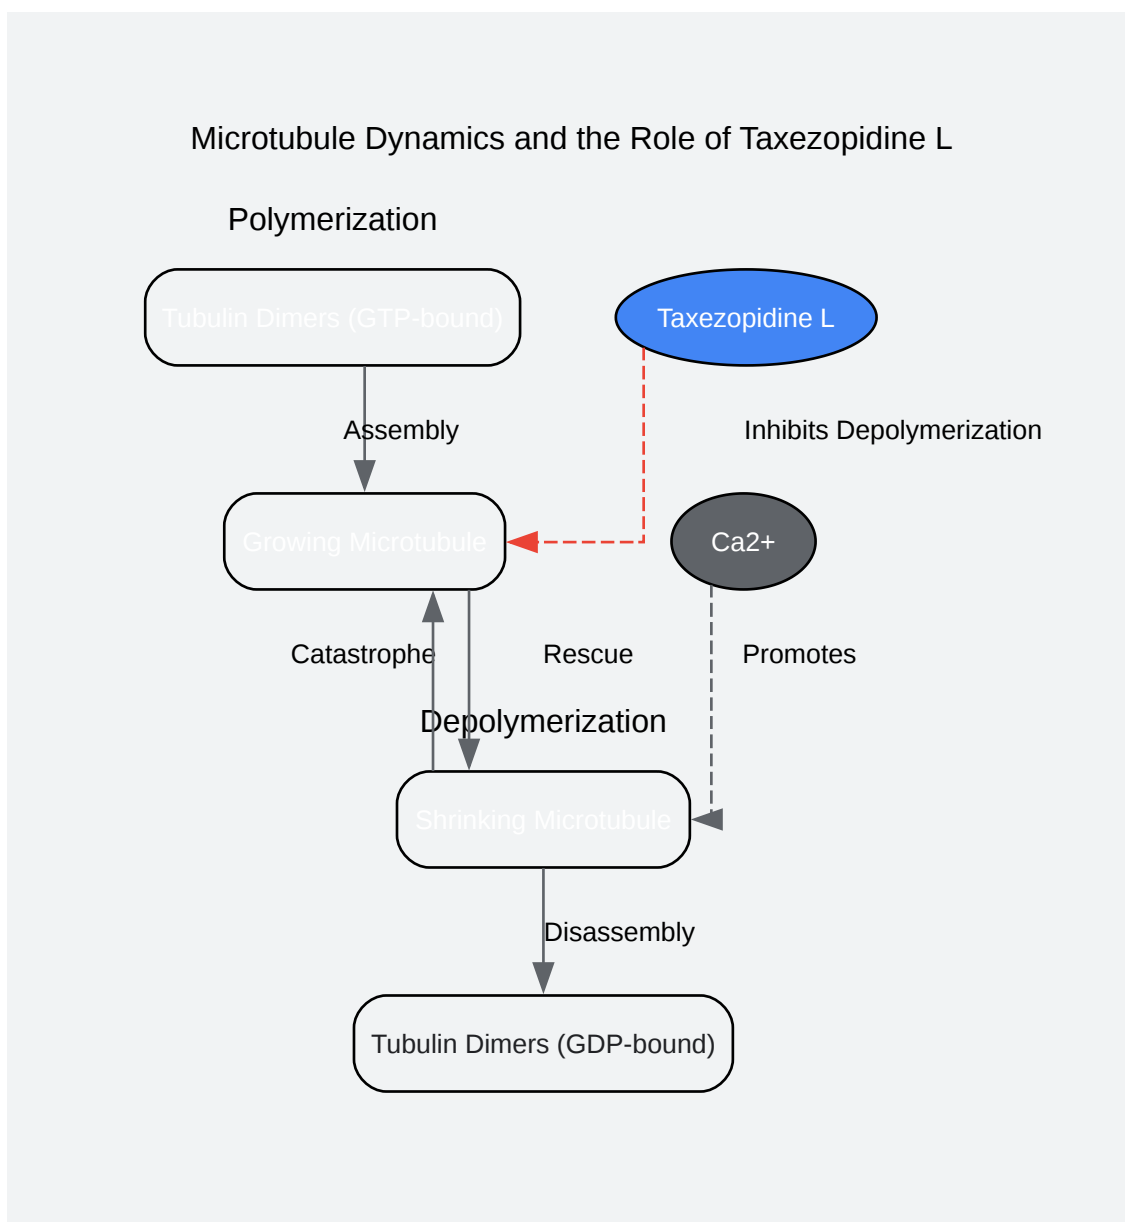 Microtubule Dynamics and the Role of Taxezopidine L
Polymerization
Tubulin Dimers (GTP-bound)
Taxezopidine L
Assembly
Inhibits Depolymerization
Growing Microtubule
Ca2+
Catastrophe
Rescue
Promotes
Depolymerization
Shrinking Microtubule
Disassembly
Tubulin Dimers (GDP-bound)